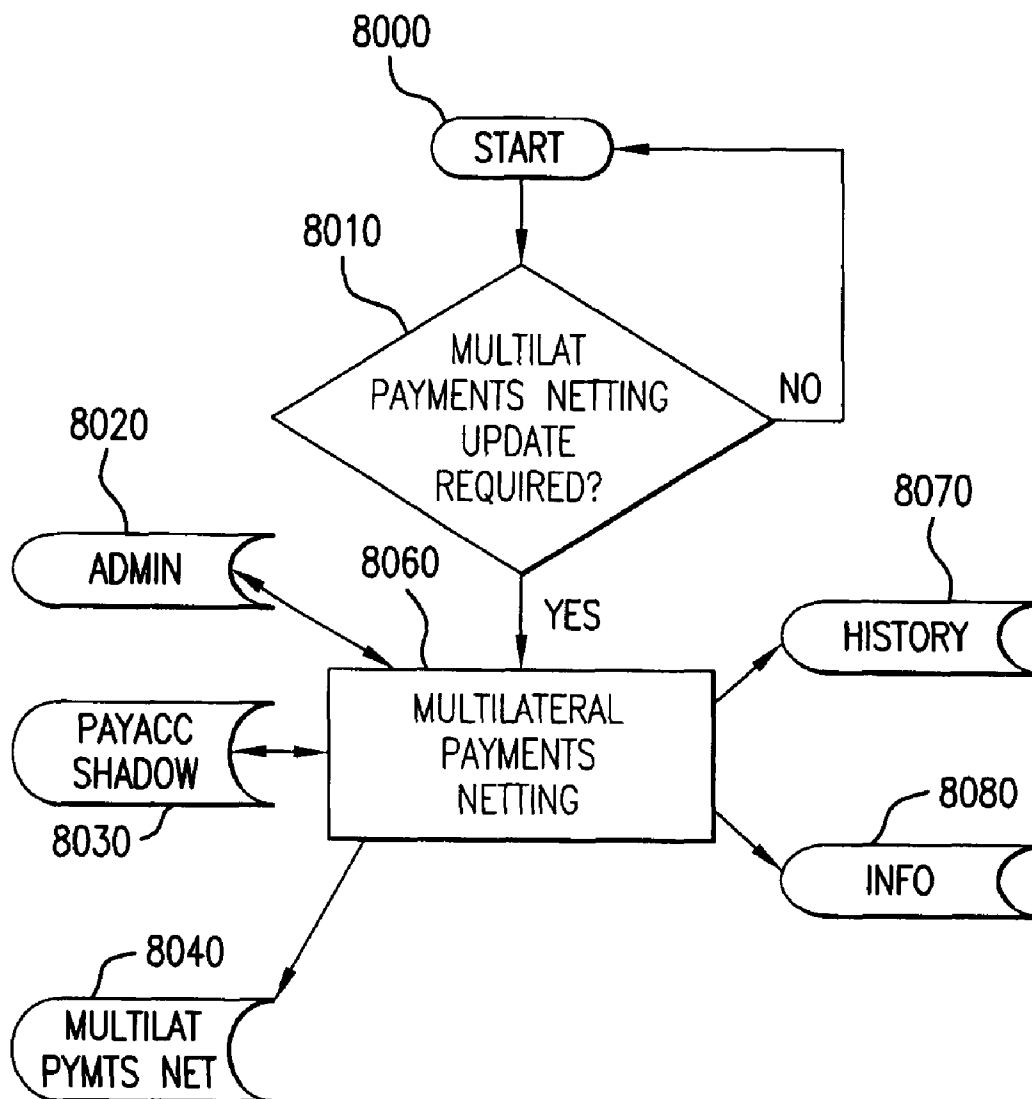 8000
START
8010
MULTILAT
PAYMENTS NETTING
UPDATE
REQUIRED?
NO
8020
ADMIN
8060
YES
8070
HISTORY
PAYACC
SHADOW
8030
MULTILATERAL
PAYMENTS
NETTING
8080
INFO
8040
MULTILAT
PYMTS NET